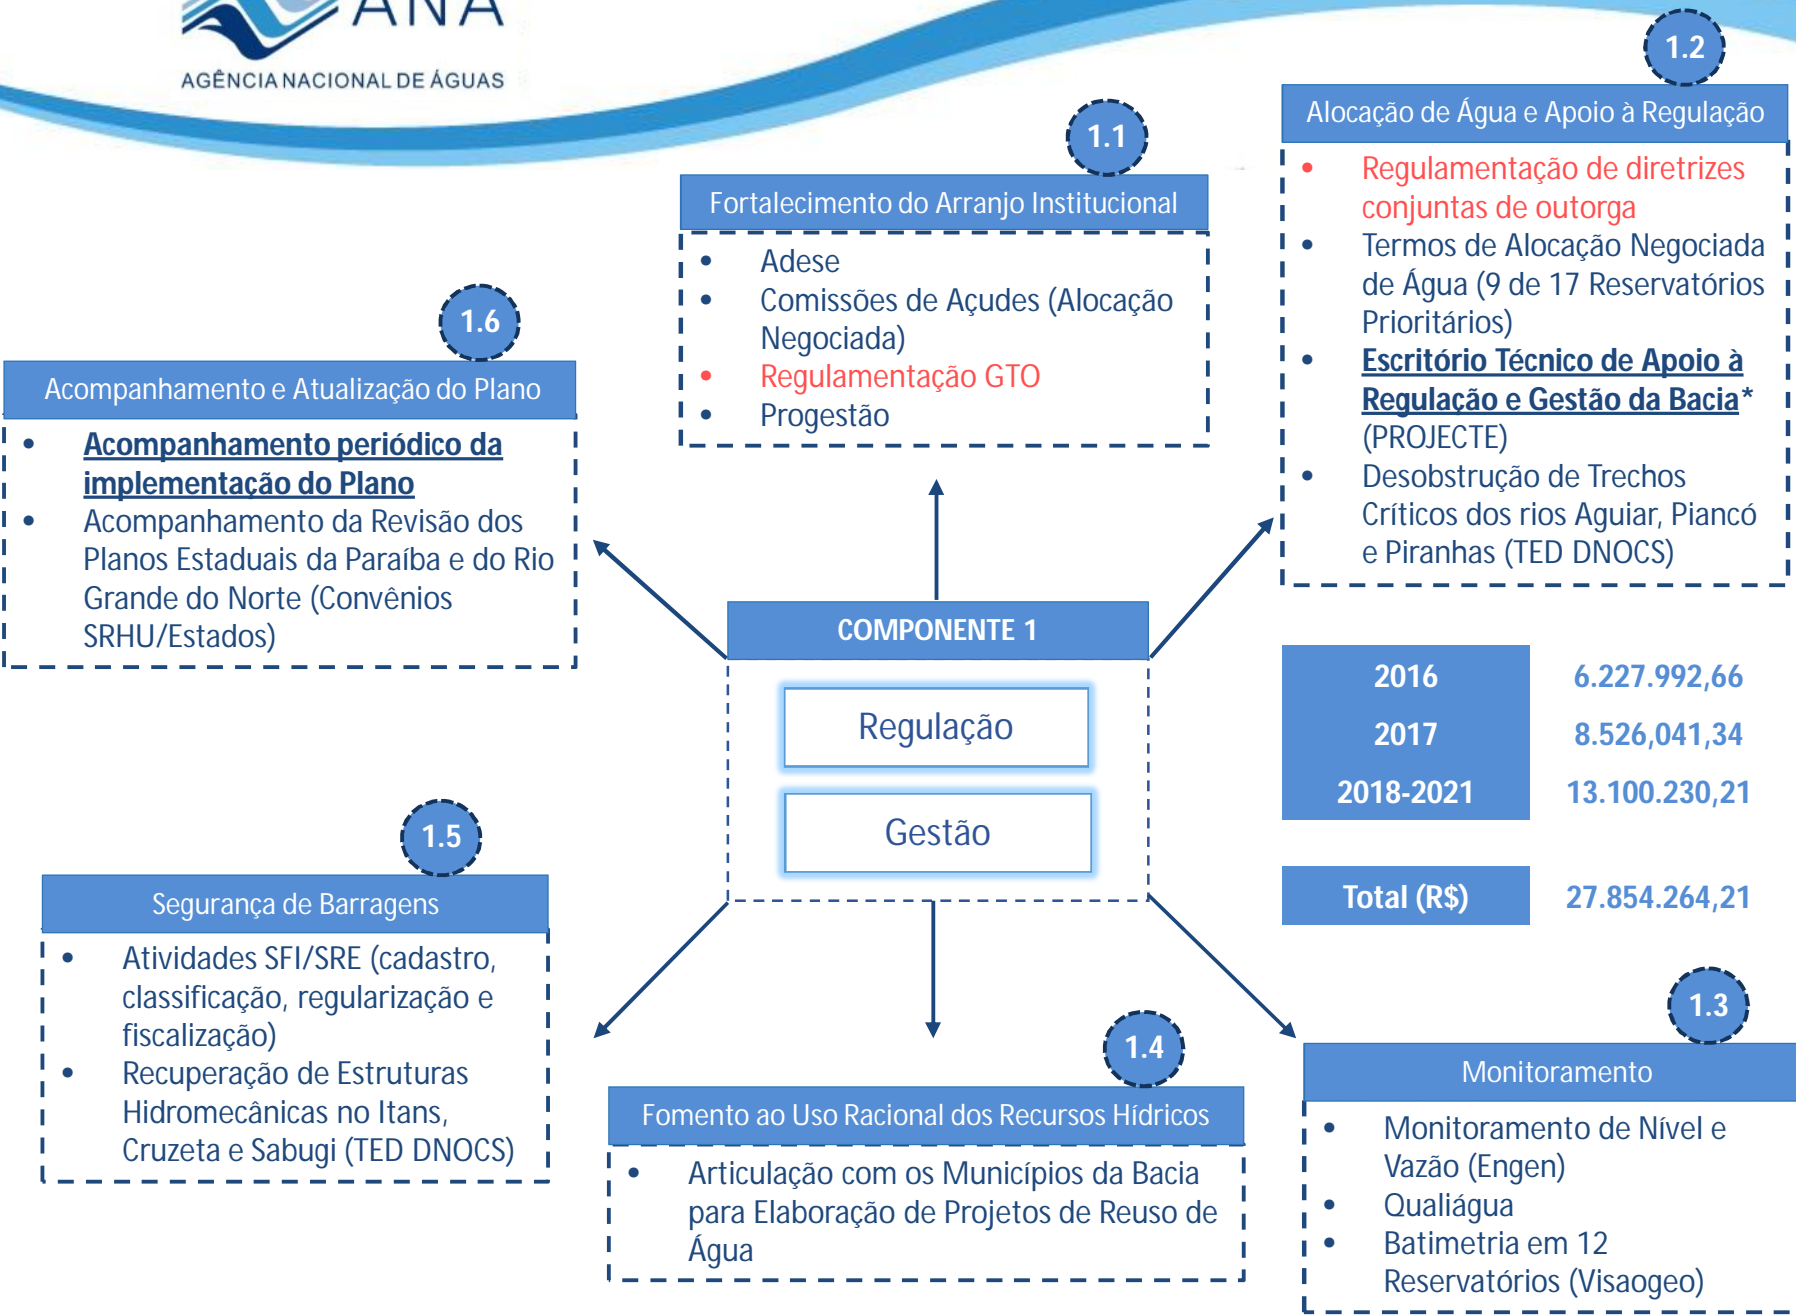 ANA
AGÊNCIA NACIONAL DE ÁGUAS
1.1
Fortalecimento do Arranjo Institucional
• Adese
• Comissões de Açudes (Alocação
Negociada)
• Regulamentação GTO
• Progestão
1.2
Alocação de Água e Apoio à Regulação
• Regulamentação de diretrizes
conjuntas de outorga
• Termos de Alocação Negociada
de Água (9 de 17 Reservatórios
Prioritários)
• Escritório Técnico de Apoio à
Regulação e Gestão da Bacia*
(PROJECTE)
• Desobstrução de Trechos
Críticos dos rios Aguiar, Piancó
e Piranhas (TED DNOCS)
1.6
Acompanhamento e Atualização do Plano
• Acompanhamento periódico da
implementação do Plano
• Acompanhamento da Revisão dos
Planos Estaduais da Paraíba e do Rio
Grande do Norte (Convênios
SRHU/Estados)
COMPONENTE 1
Regulação
Gestão
2016 6.227.992,66
2017 8.526,041,34
2018-2021 13.100.230,21
Total (R$) 27.854.264,21
1.5
Segurança de Barragens
• Atividades SFI/SRE (cadastro,
classificação, regularização e
fiscalização)
• Recuperação de Estruturas
Hidromecânicas no Itans,
Cruzeta e Sabugi (TED DNOCS)
1.4
Fomento ao Uso Racional dos Recursos Hídricos
• Articulação com os Municípios da Bacia
para Elaboração de Projetos de Reuso de
Água
1.3
Monitoramento
• Monitoramento de Nível e
Vazão (Engen)
• Qualiágua
• Batimetria em 12
Reservatórios (Visaogeo)